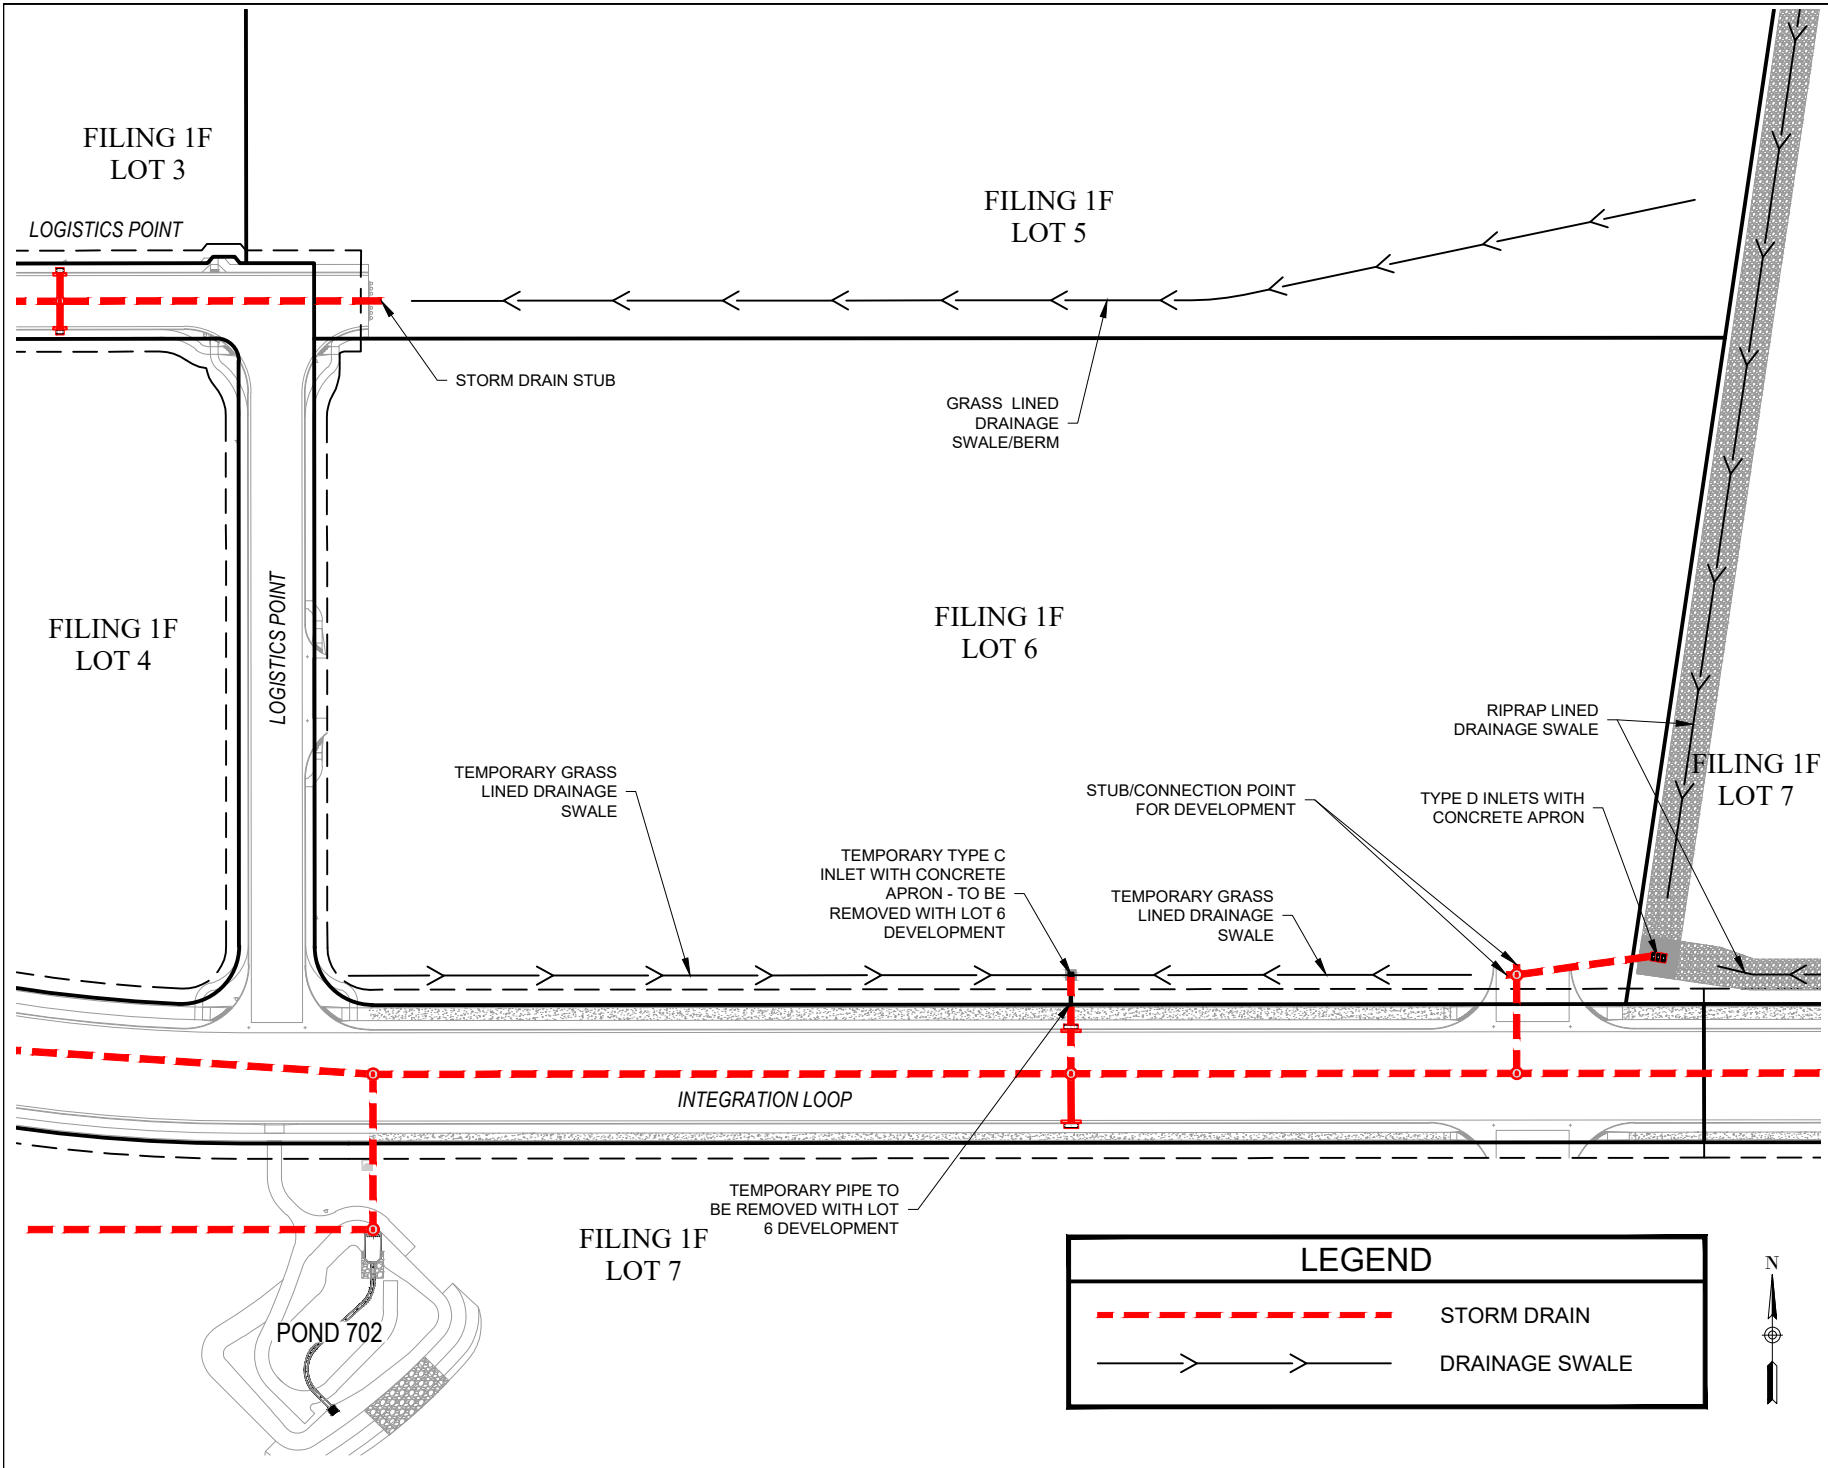 FILING 1F
LOT 3
LOGISTICS POINT
FILING 1F
LOT 5
STORM DRAIN STUB
GRASS LINED
DRAINAGE
SWALE/BERM
FILING 1F
LOT 4
LOGISTICS POINT
FILING 1F
LOT 6
RIPRAP LINED
DRAINAGE SWALE
FILING 1F
LOT 7
TEMPORARY GRASS
LINED DRAINAGE
SWALE
STUB/CONNECTION POINT
FOR DEVELOPMENT
TYPE D INLETS WITH
CONCRETE APRON
TEMPORARY TYPE C
INLET WITH CONCRETE
APRON - TO BE
REMOVED WITH LOT 6
DEVELOPMENT
TEMPORARY GRASS
LINED DRAINAGE
SWALE
INTEGRATION LOOP
TEMPORARY PIPE TO
BE REMOVED WITH LOT
6 DEVELOPMENT
FILING 1F
LOT 7
POND 702
LEGEND
STORM DRAIN
DRAINAGE SWALE
N